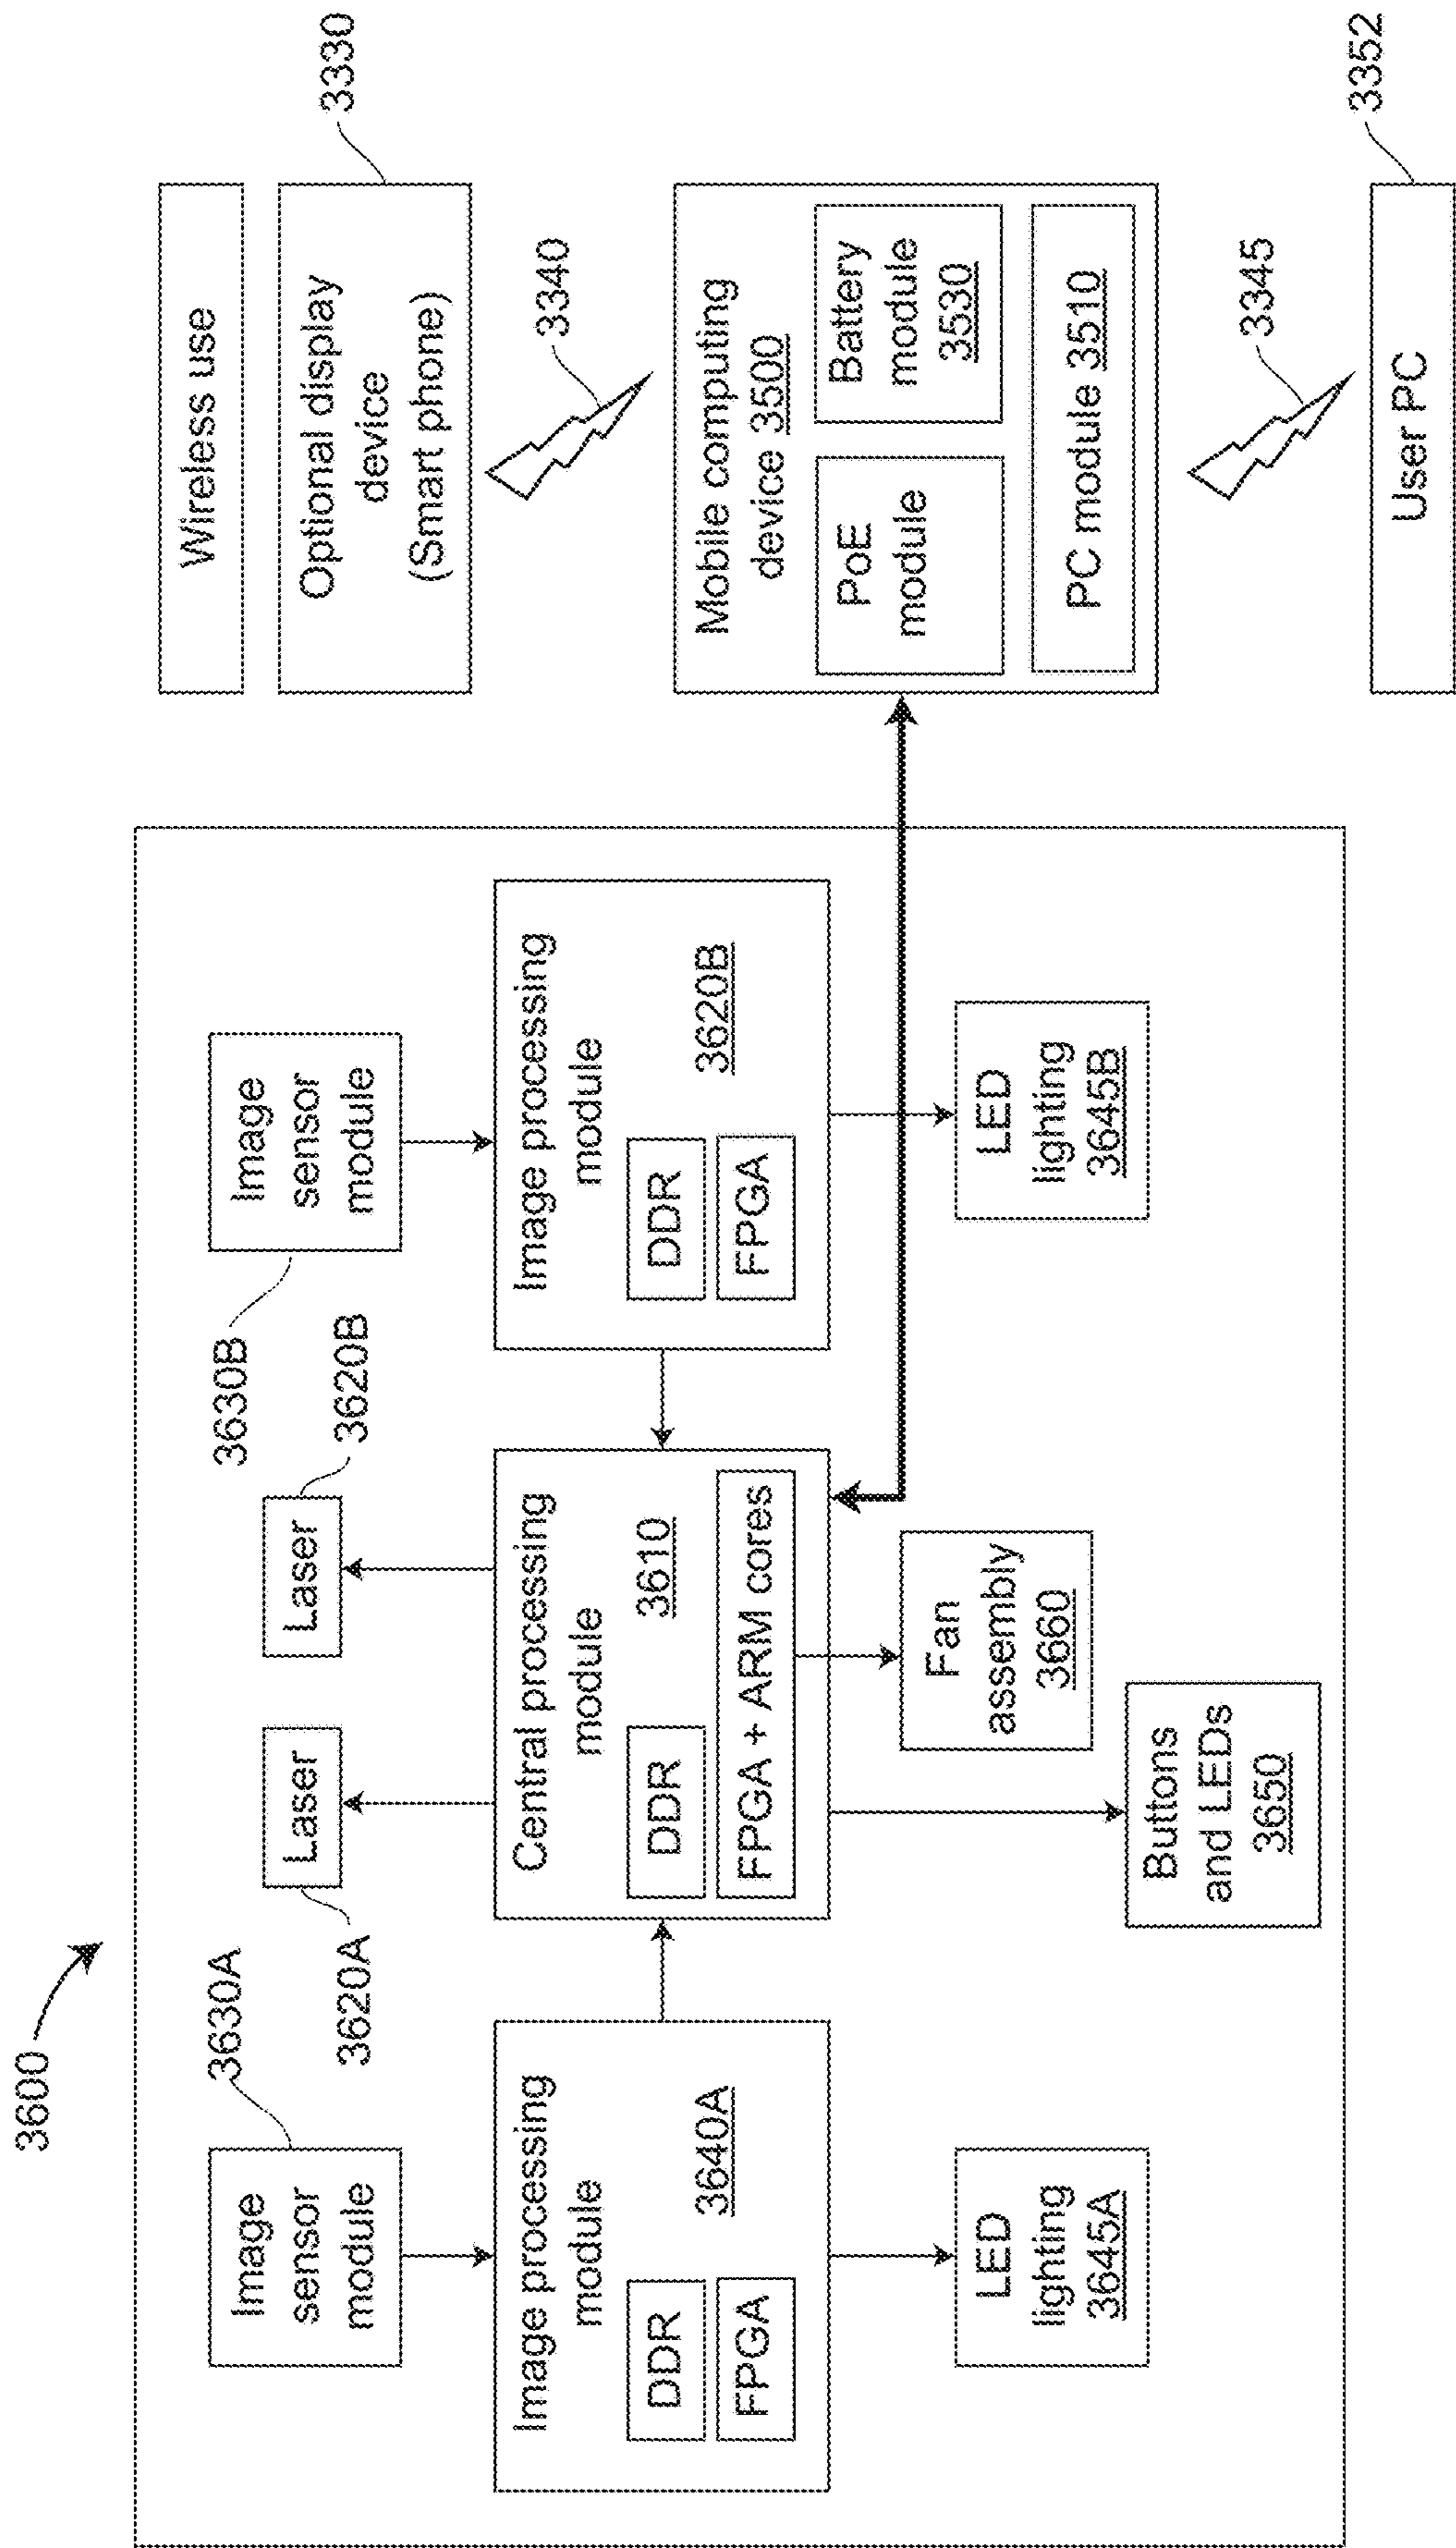 3600
Image
sensor
module
3630A
Image processing
module
3640A
DDR
FPGA
LED
lighting
3645A
Laser
3620A
Laser
3620B
Central processing
module
3610
DDR
FPGA + ARM cores
Fan
assembly
3660
Buttons
and LEDs
3650
Image
sensor
module
3630B
Image processing
module
3620B
DDR
FPGA
LED
lighting
3645B
Wireless use
Optional display
device
(Smart phone)
3330
3340
Mobile computing
device 3500
PoE
module
Battery
module
3530
PC module 3510
3345
User PC
3352